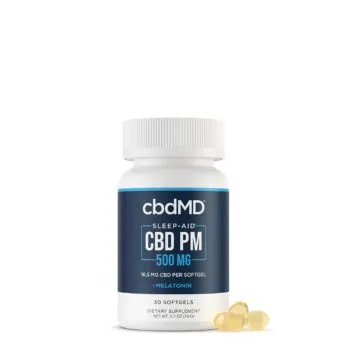 cbdMD
SLEEP•AID
CBD PM
500 MG
16.5 MG CBD PER SOFTGEL
+MELATONIN
30 SOFTGELS
DIETARY SUPPLEMENT